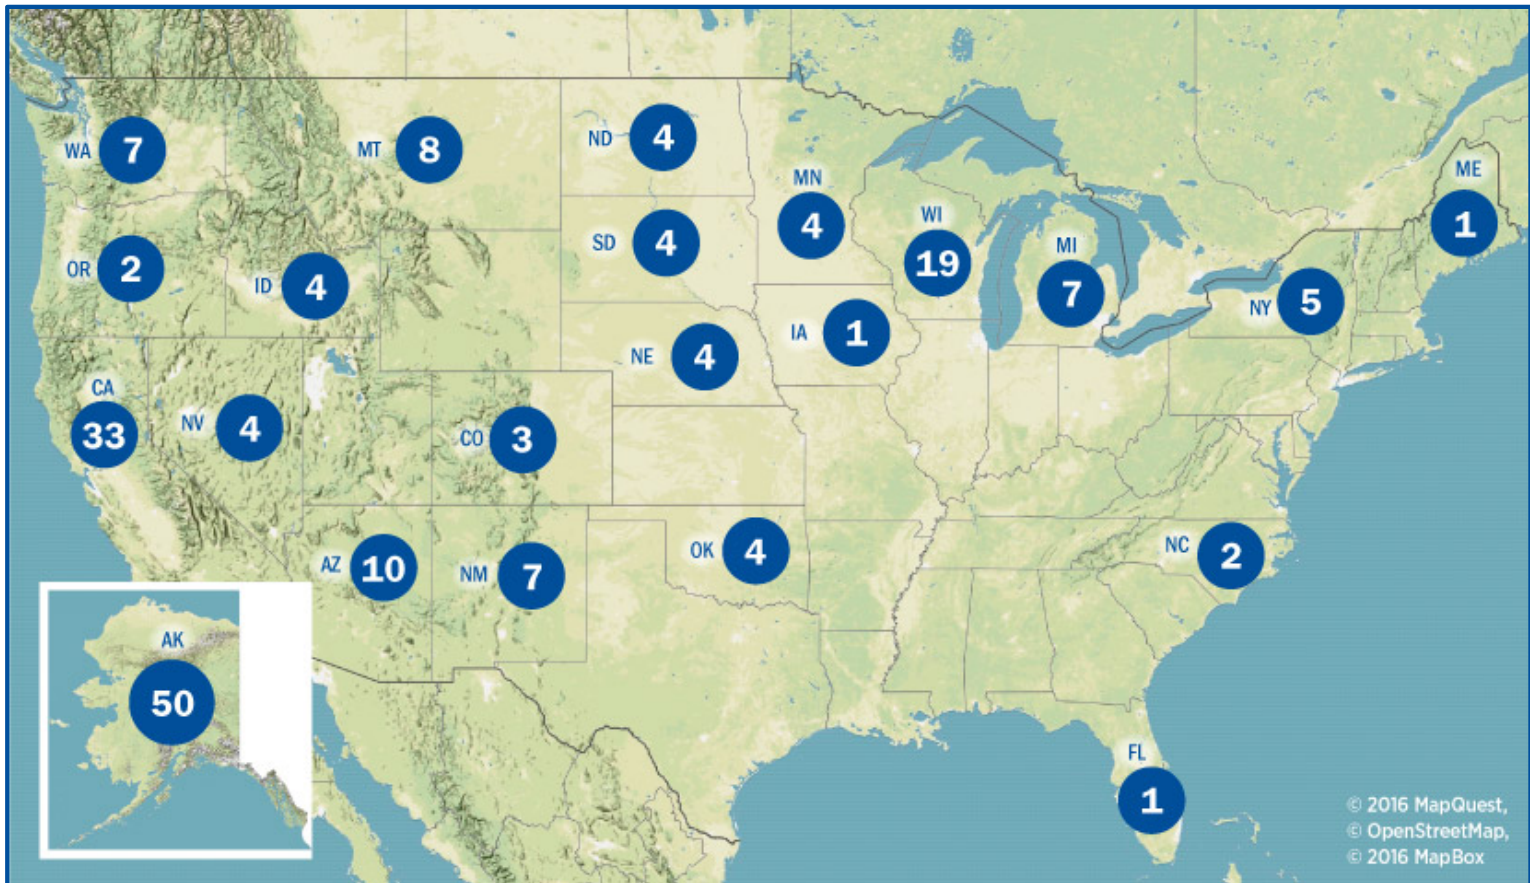 WA 7
MT 8
ND 4
MN
4
ME
1
OR 2
ID 4
SD 4
WI
19
MI
7
NY 5
NE 4
IA 1
CA
33
NV 4
CO 3
AZ 10
NM 7
OK 4
NC 2
AK
50
FL
1
© 2016 MapQuest,
© OpenStreetMap,
© 2016 MapBox